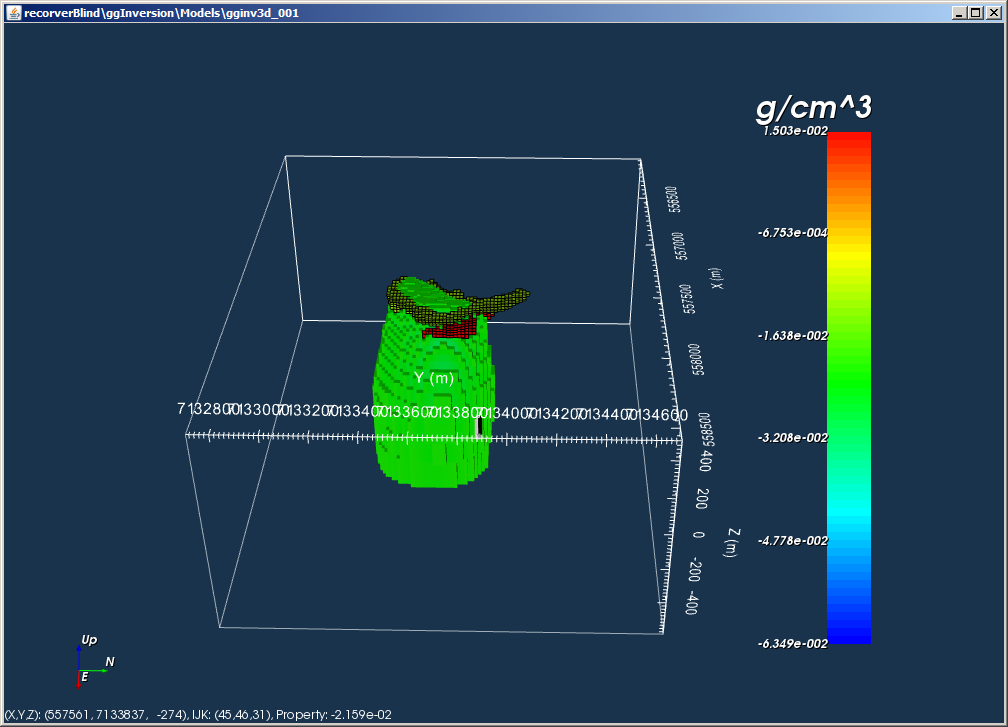 recorverBlind\ggInversion\Models\gginv3d_001
g/cm^3
1.503e-002
-6.753e-004
-1.638e-002
-3.208e-002
-4.778e-002
-6.349e-002
556500
557000
X (m)
557500
558000
558500
Y (m)
7132800 7133000 7133200 7133400 7133600 7133800 7134000 7134200 7134400 7134600
400
200
0
Z (m)
-200
-400
Up
N
E
(X,Y,Z): (557561, 7133837, -274), IJK: (45,46,31), Property: -2.159e-02